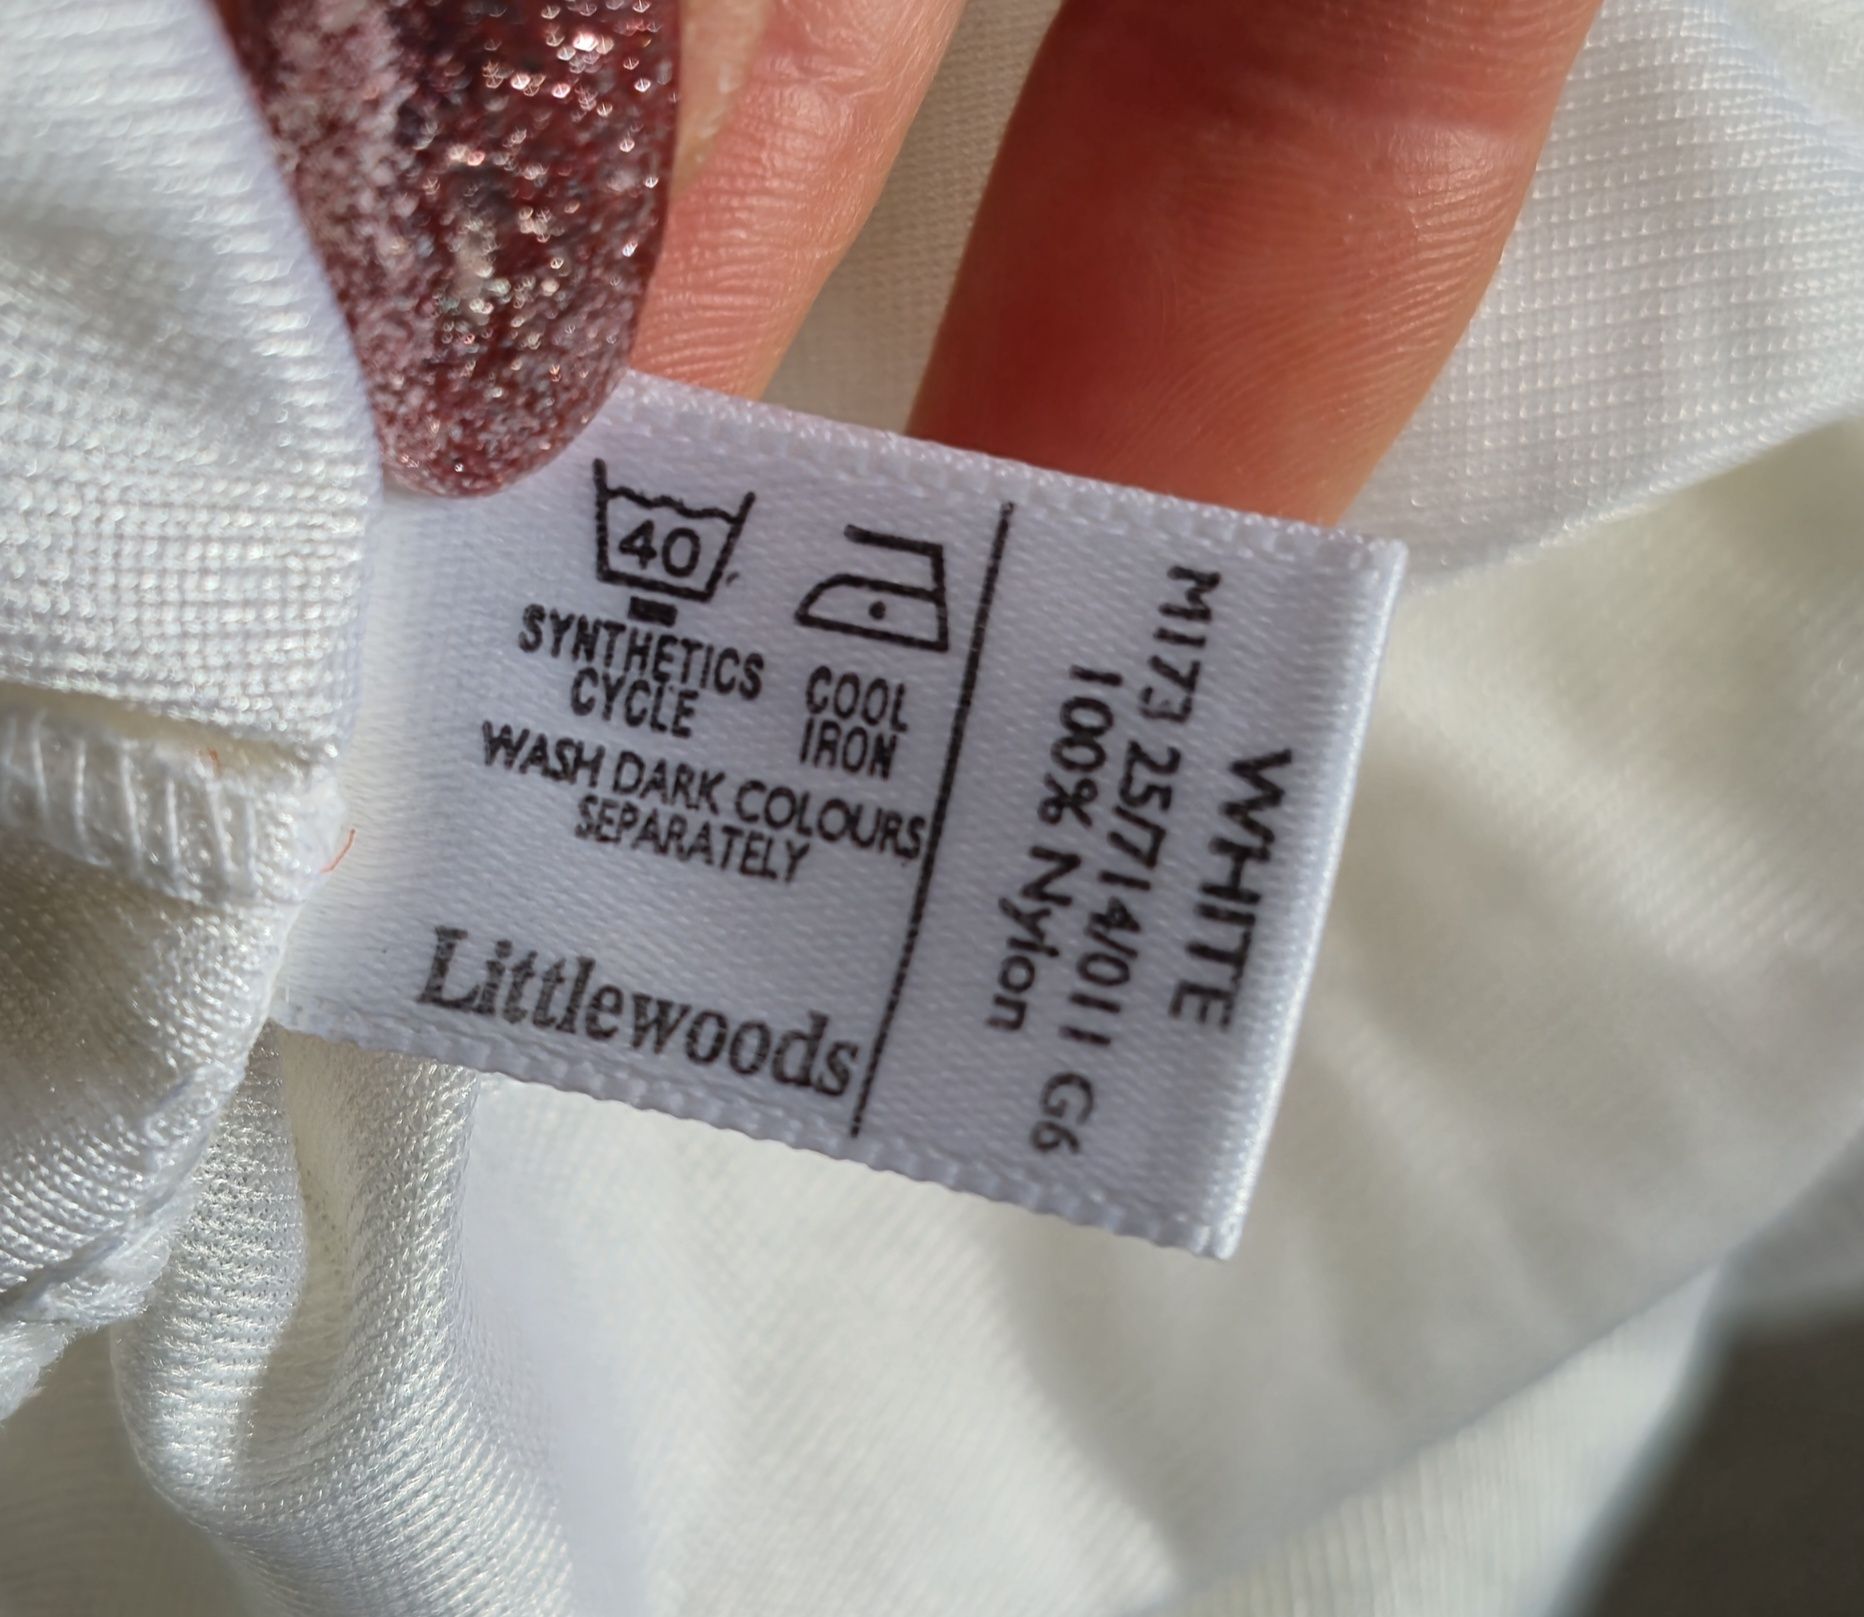 40
SYNTHETICS
CYCLE
COOL
IRON
WASH DARK COLOURS
SEPARATELY
Littlewoods
WHITE
M173 25/714/011 G6
100% Nylon